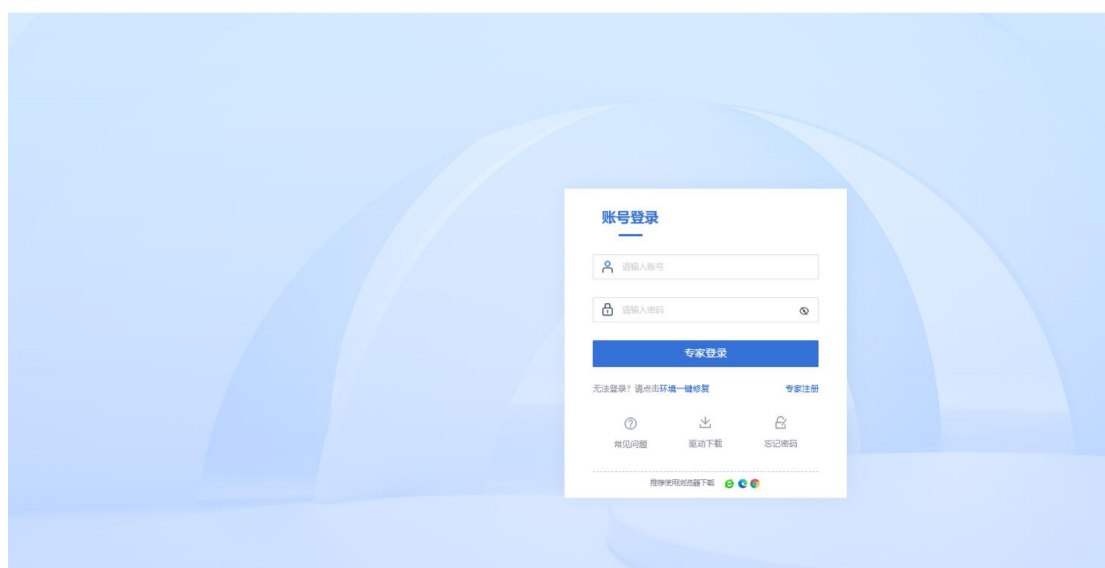 账号登录
请输入账号
请输入密码
专家登录
无法登录？请点击环境一键修复 专家注册
常见问题 驱动下载 忘记密码
推荐使用浏览器下载